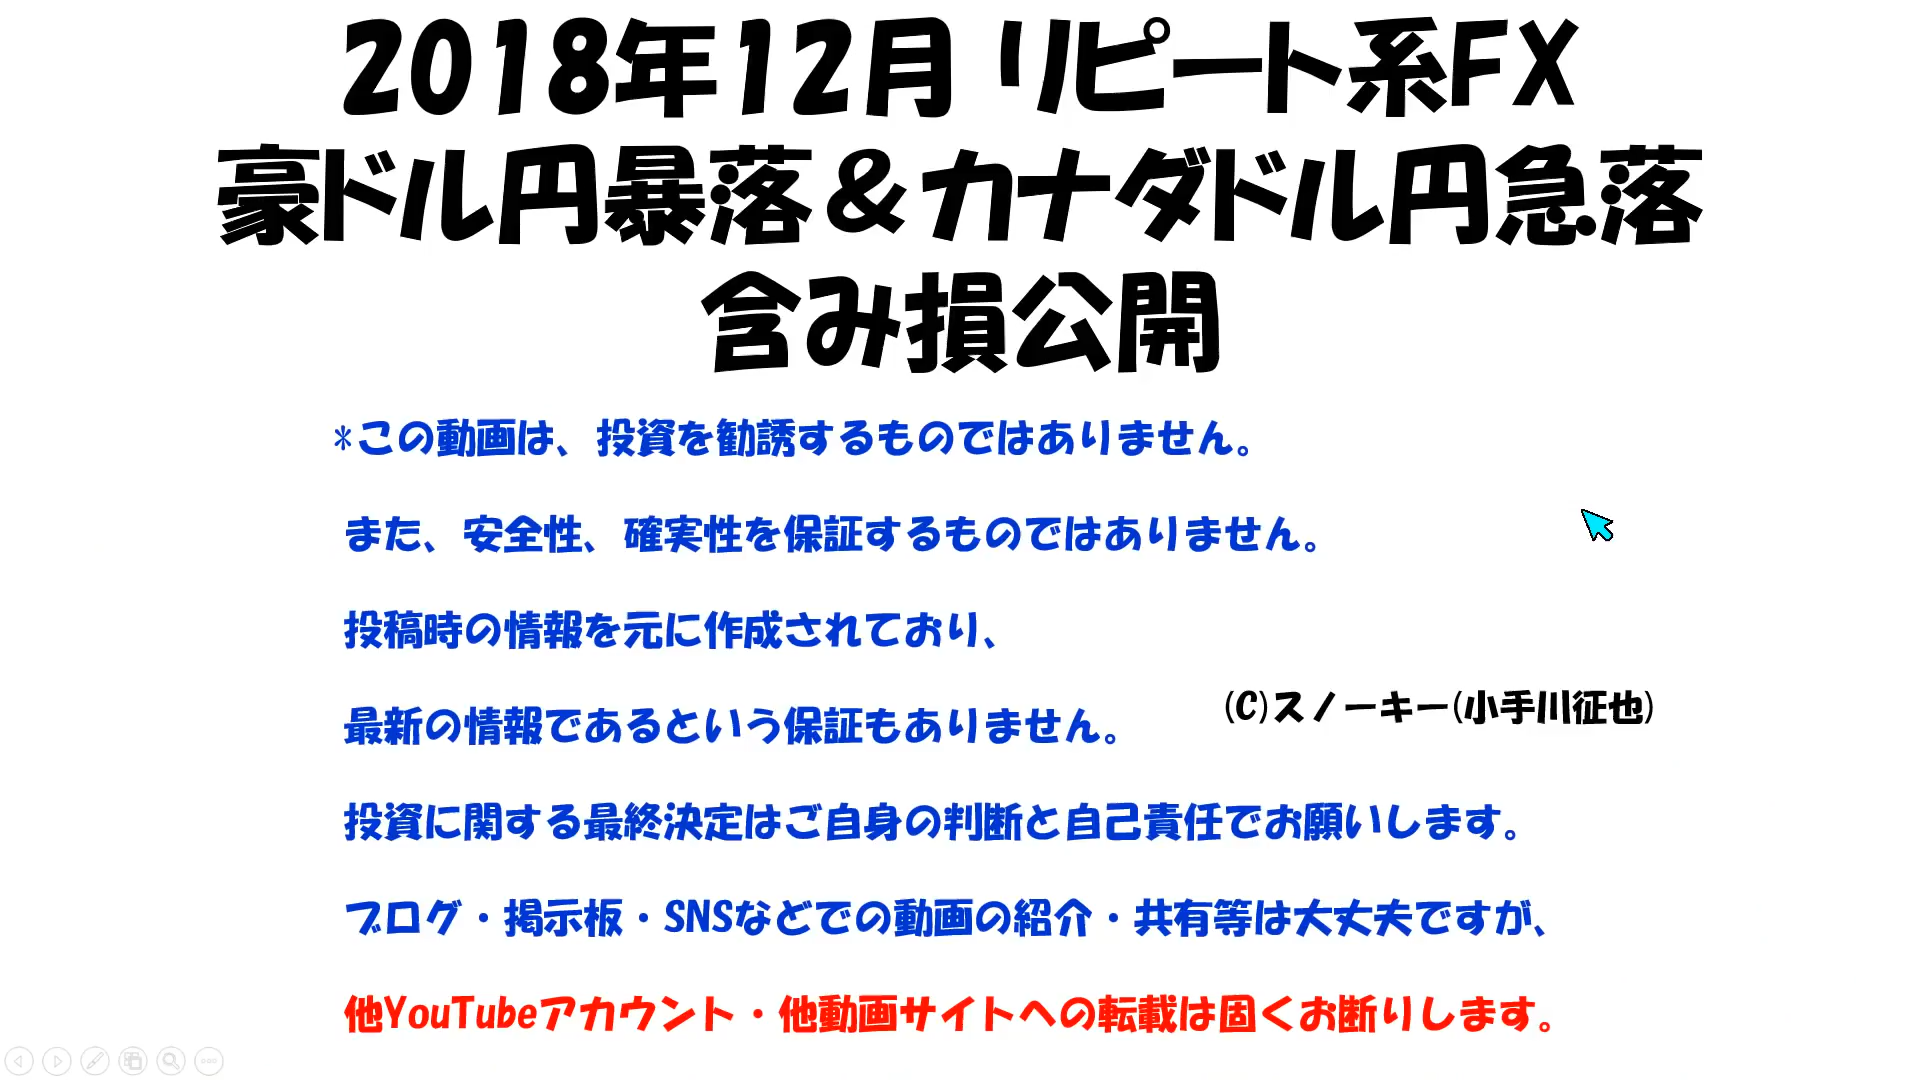 2018年12月 リピート系FX
豪ドル円暴落＆カナダドル円急落
含み損公開
*この動画は、投資を勧誘するものではありません。
また、安全性、確実性を保証するものではありません。
投稿時の情報を元に作成されており、
最新の情報であるという保証もありません。
(C)スノーキー(小手川征也)
投資に関する最終決定はご自身の判断と自己責任でお願いします。
ブログ・掲示板・SNSなどでの動画の紹介・共有等は大丈夫ですが、
他YouTubeアカウント・他動画サイトへの転載は固くお断りします。